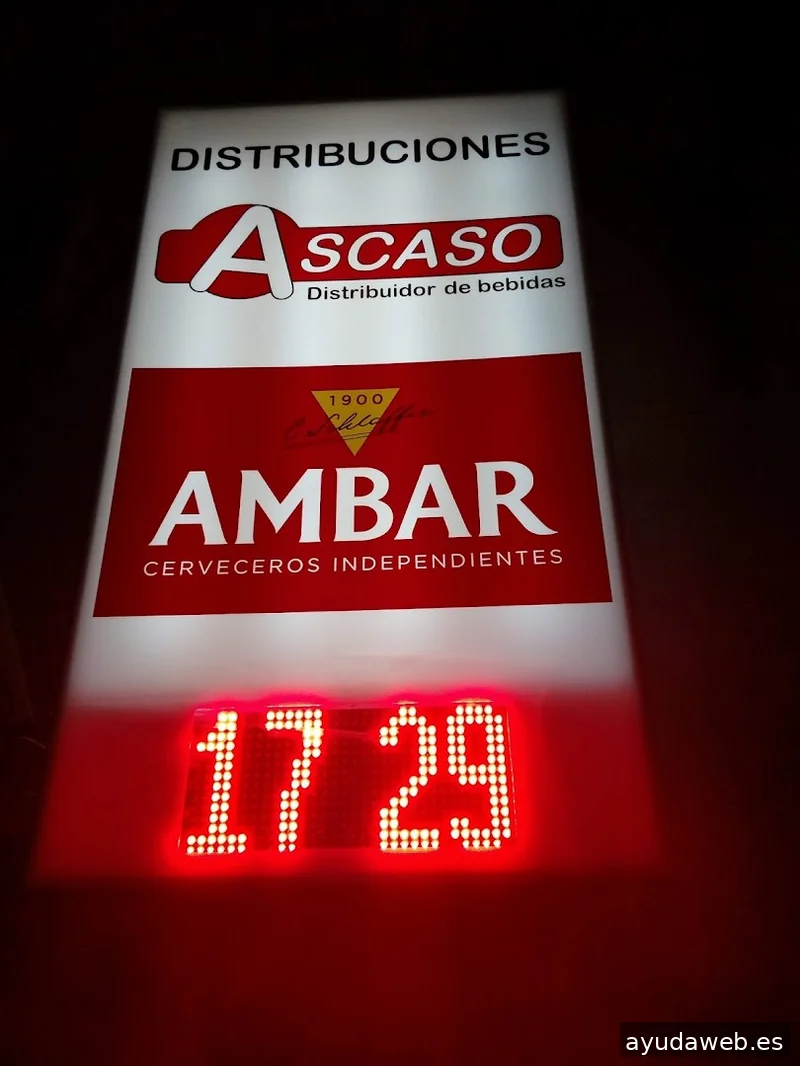 DISTRIBUCIONES
ASCASO
Distribuidor de bebidas
1900
AMBAR
CERVECEROS INDEPENDIENTES
17 29
ayudaweb.es